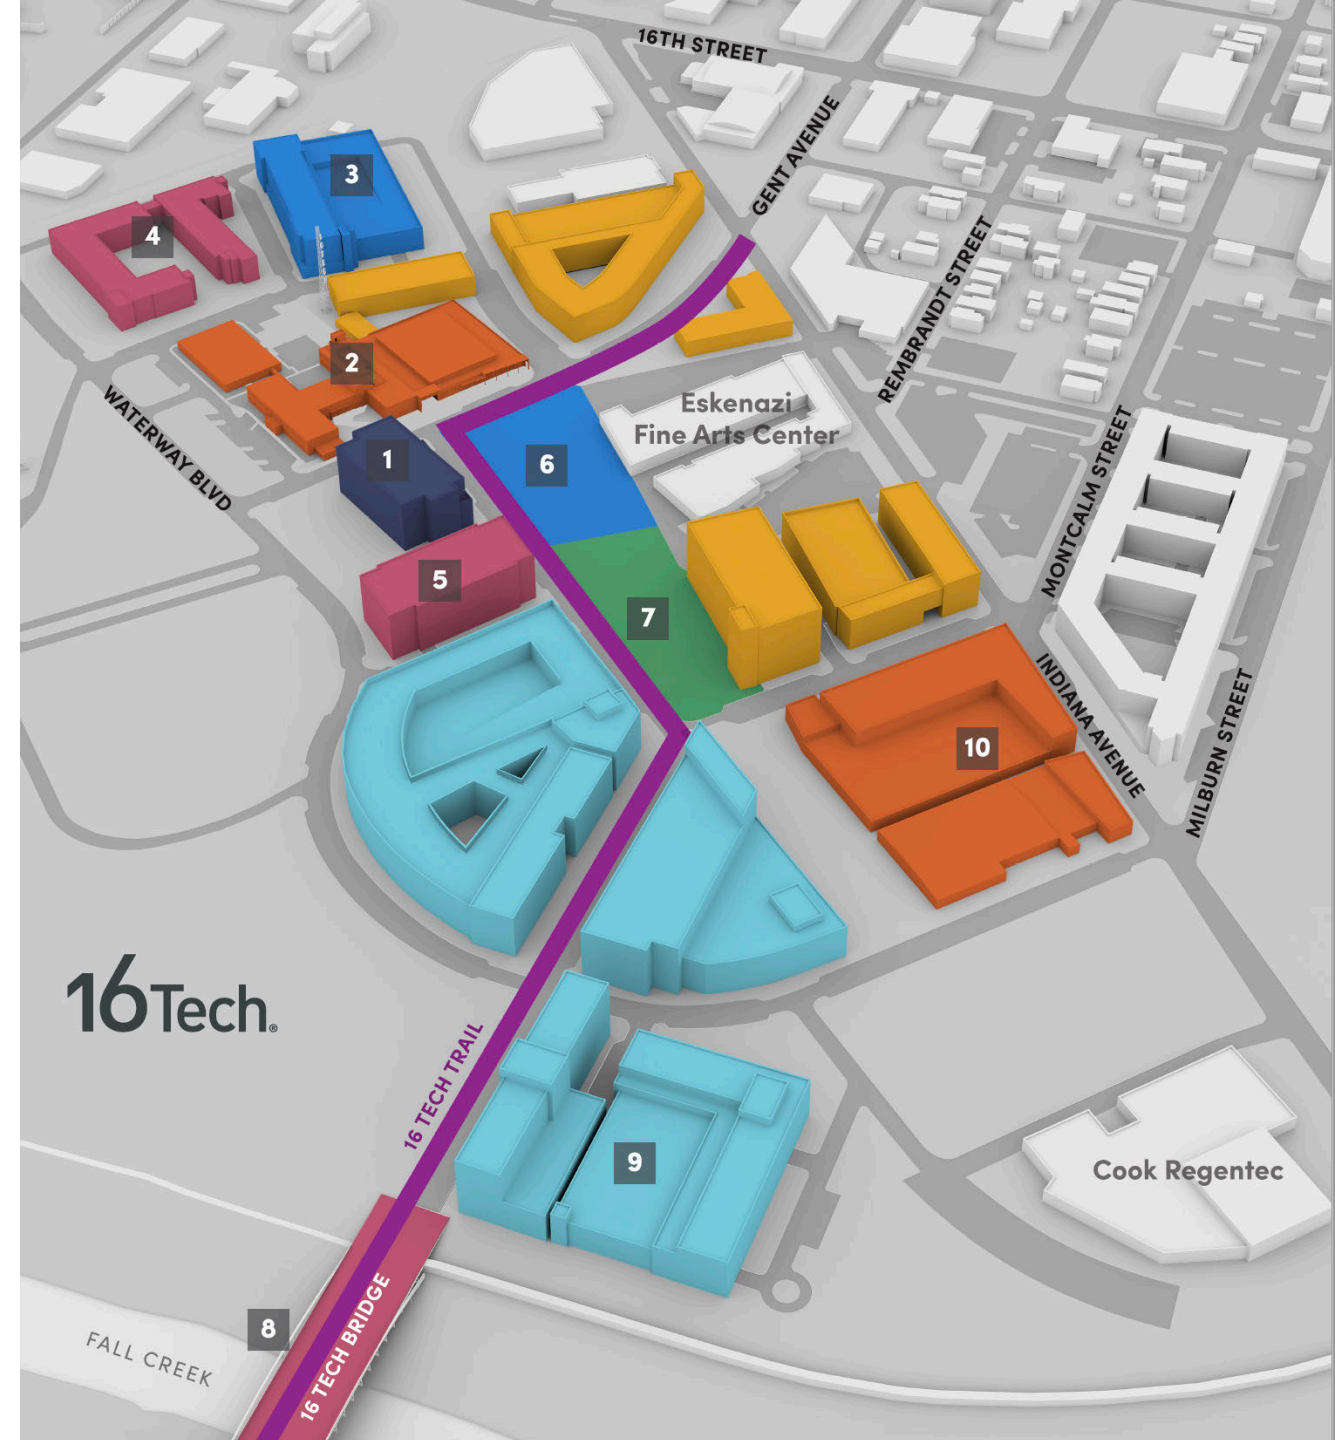 16TH STREET
GENT AVENUE
3
4
REMBRANDT STREET
2
WATERWAY BLVD
Eskenazi
Fine Arts Center
1
6
MONTCALM STREET
5
7
INDIANA AVENUE
MILBURN STREET
10
16Tech®
16 TECH TRAIL
9
Cook Regentec
8
16 TECH BRIDGE
FALL CREEK